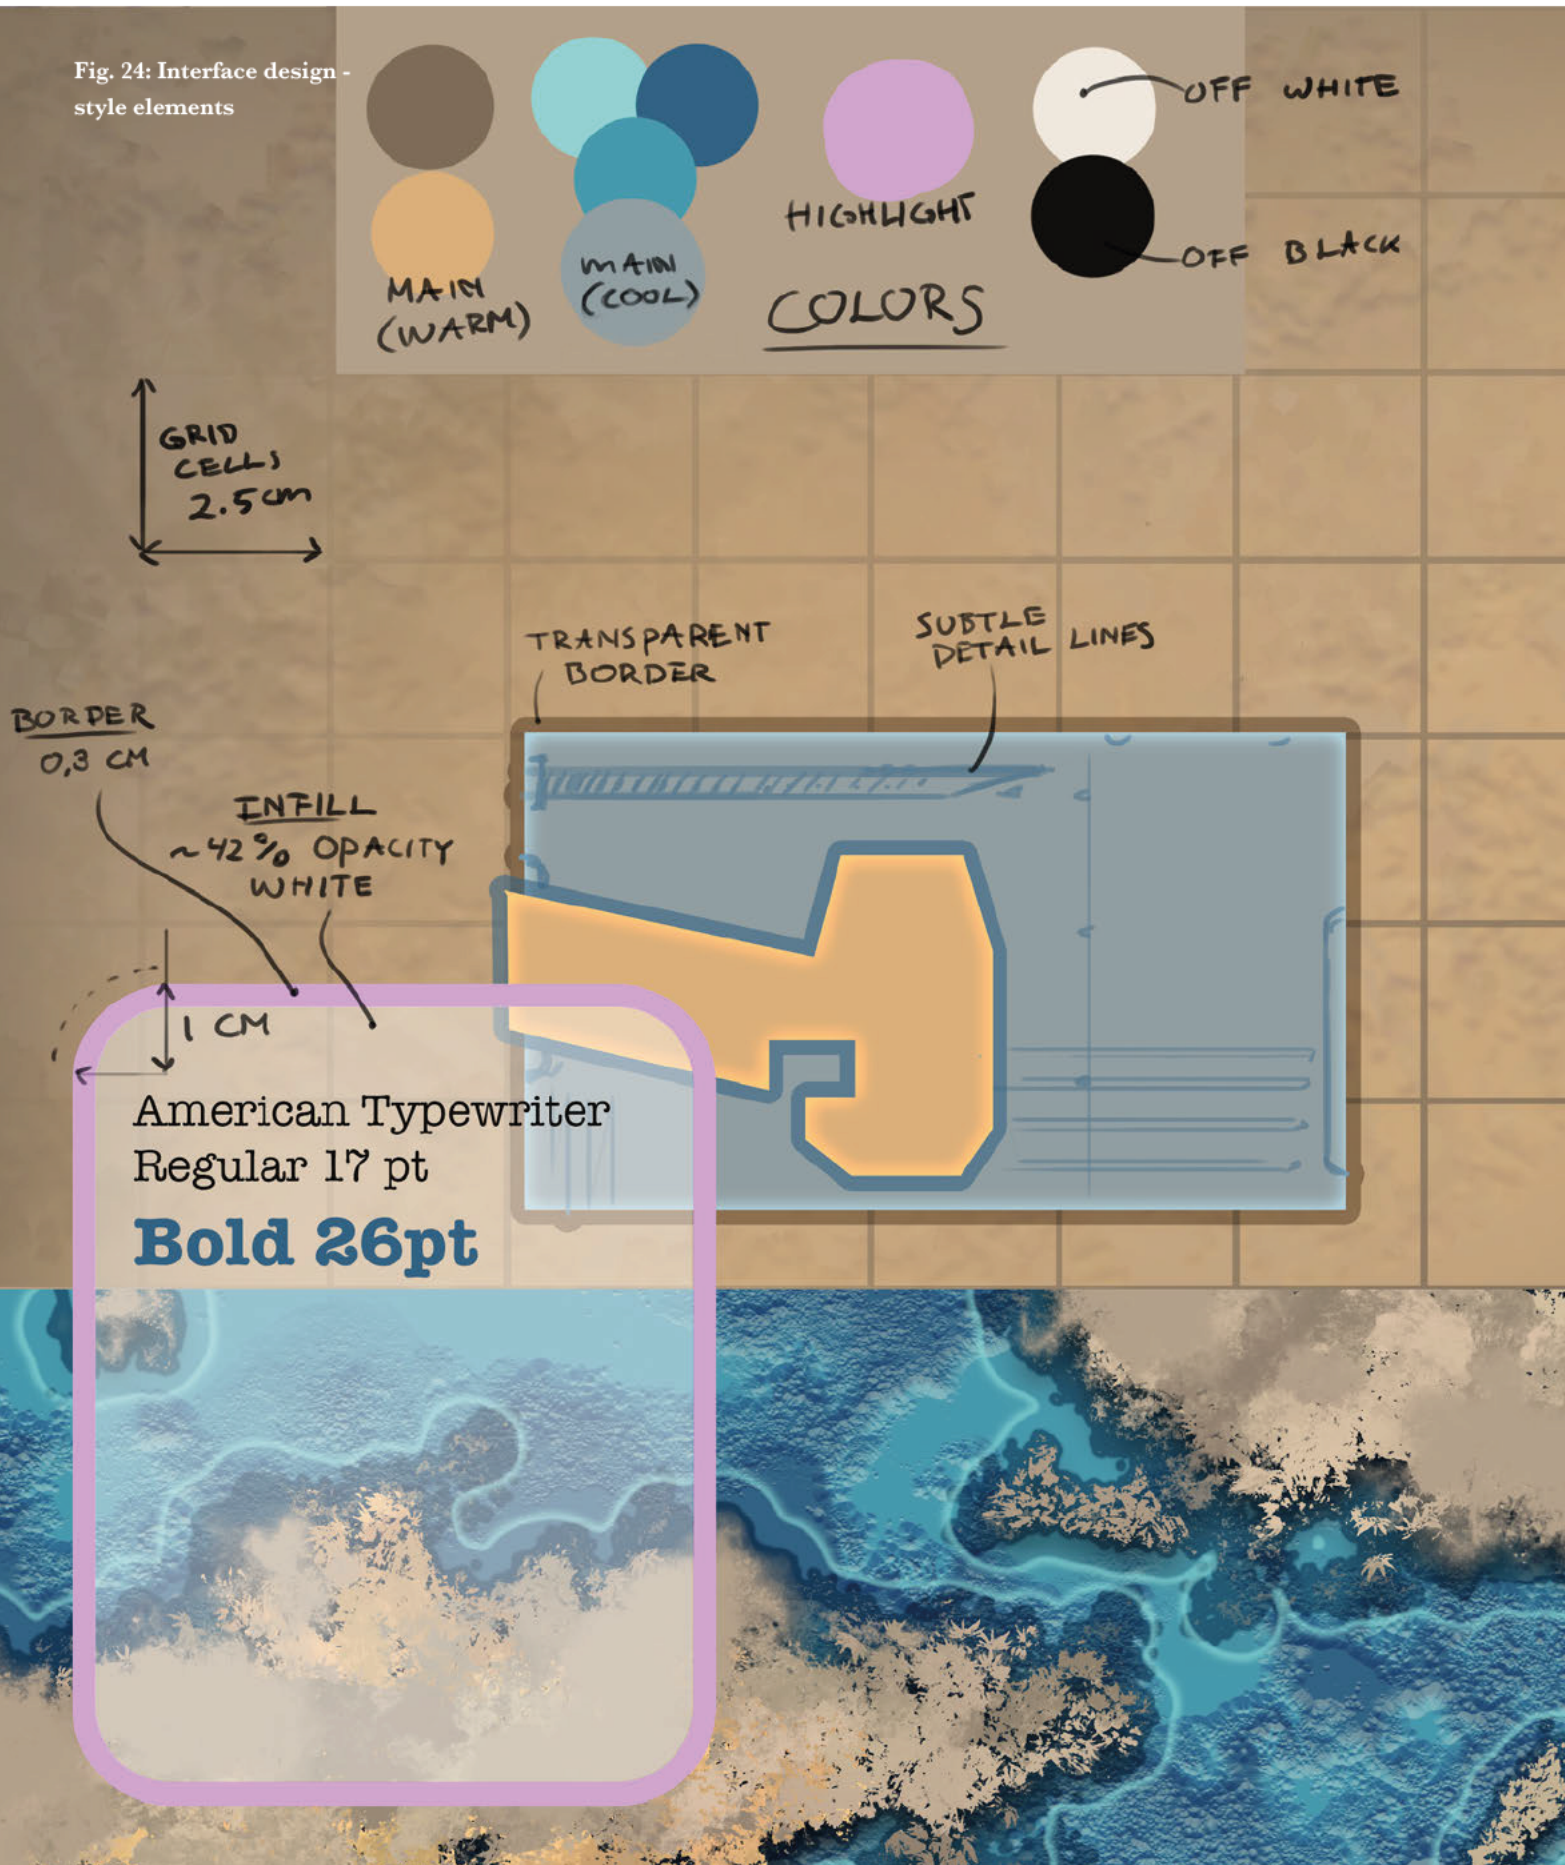 Fig. 24: Interface design -
style elements
OFF WHITE
HIGHLIGHT
OFF BLACK
MAIN
(WARM)
MAIN
(COOL)
COLORS
GRID
CELLS
2.5cm
TRANSPARENT
BORDER
SUBTLE
DETAIL LINES
BORDER
0,3 CM
INFILL
~42% OPACITY
WHITE
1 CM
American Typewriter
Regular 17 pt
Bold 26pt